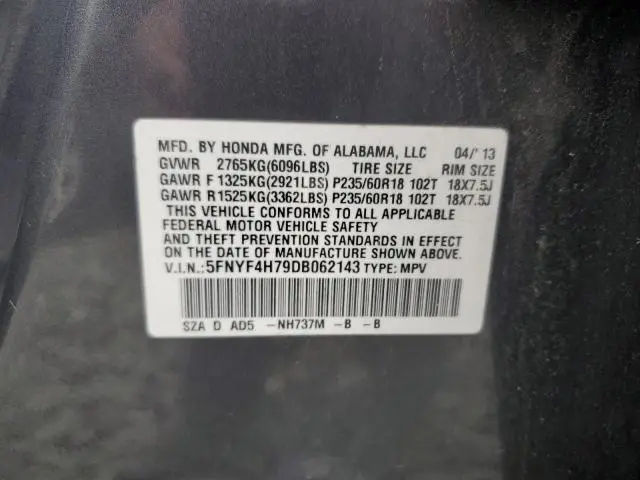 MFD. BY HONDA MFG. OF ALABAMA, LLC 04/'13
GVWR 2765KG(6096LBS) TIRE SIZE RIM SIZE
GAWR F 1325KG(2921LBS) P235/60R18 102T 18X7.5J
GAWR R 1525KG(3362LBS) P235/60R18 102T 18X7.5J
THIS VEHICLE CONFORMS TO ALL APPLICABLE
FEDERAL MOTOR VEHICLE SAFETY
AND THEFT PREVENTION STANDARDS IN EFFECT
ON THE DATE OF MANUFACTURE SHOWN ABOVE.
V.I.N.:5FNYF4H79DB062143 TYPE: MPV
SZA D AD5 -NH737M -B -B